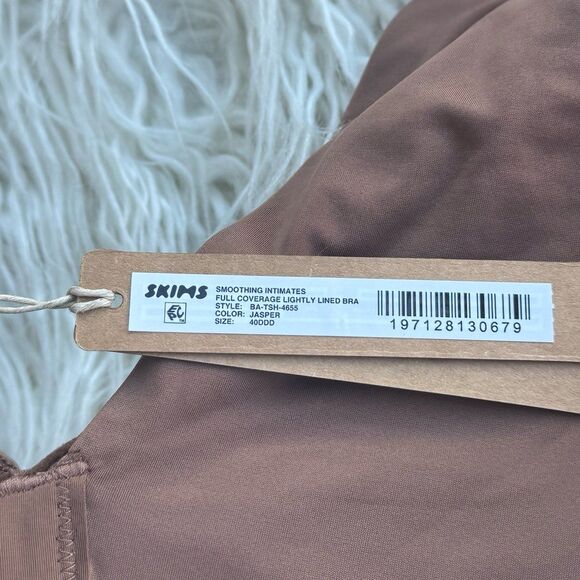 SKIMS
SMOOTHING INTIMATES
FULL COVERAGE LIGHTLY LINED BRA
STYLE: BA-TSH-4655
COLOR: JASPER
SIZE: 40DDD
197128130679